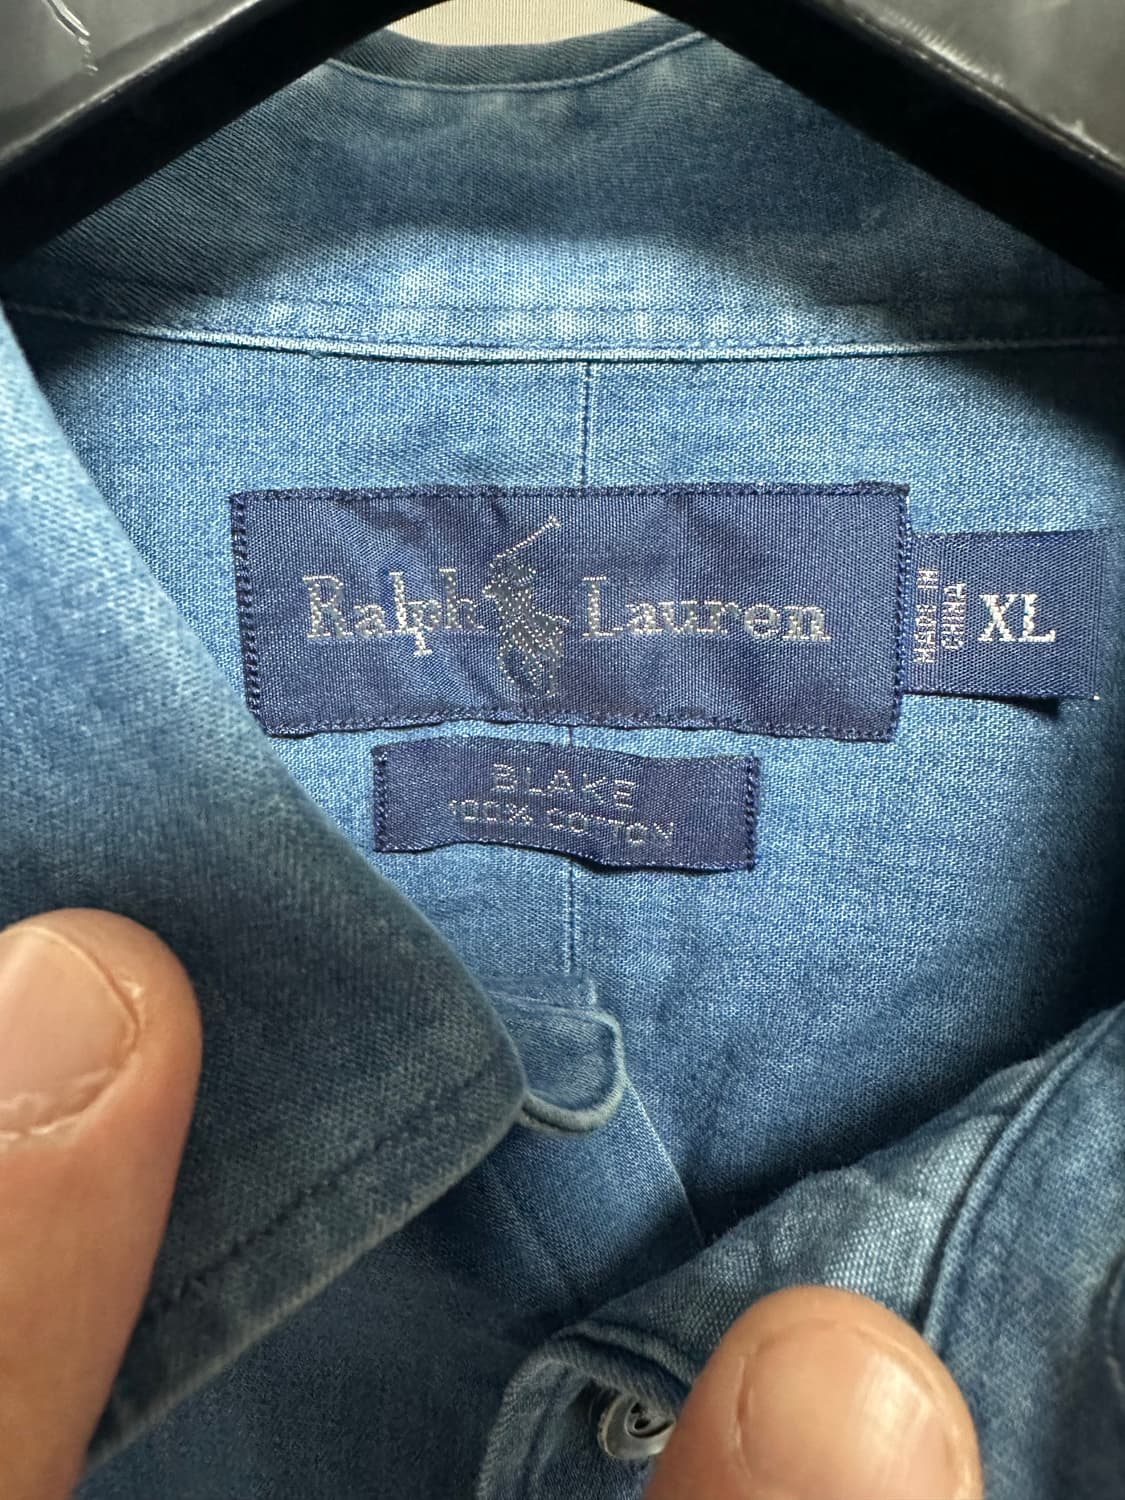 Ralph Lauren
XL
BLAKE
100% COTTON